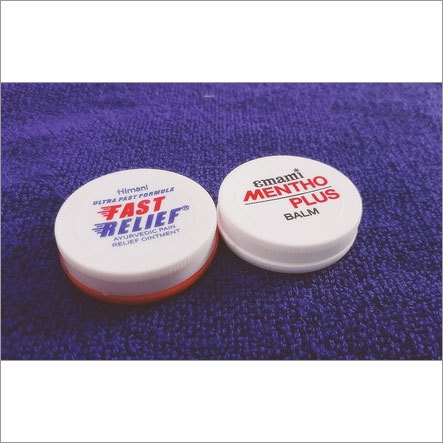 Himani
ULTRA FAST FORMULA
FAST
RELIEF®
AYURVEDIC PAIN
RELIEF OINTMENT
emami*
MENTHO
PLUS
BALM